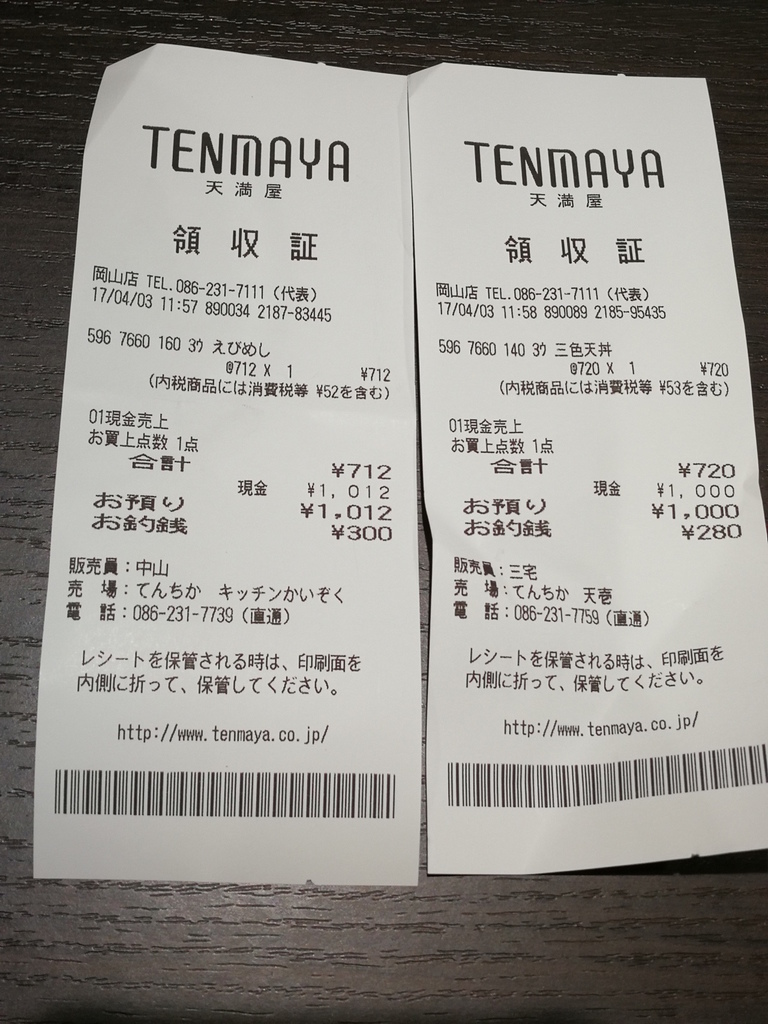 TENMAYA
天満屋
領収証
岡山店 TEL.086-231-7111(代表)
17/04/03 11:57 890034 2187-83445
596 7660 160 3ウ えびめし
@712 X 1 ¥712
(内税商品には消費税等 ¥52を含む)
01現金売上
お買上点数 1点
合計 ¥712
現金 ¥1,012
お預り ¥1,012
お釣銭 ¥300
販売員:中山
売 場:てんちか キッチンかいぞく
電 話:086-231-7739(直通)
レシートを保管される時は、印刷面を
内側に折って、保管してください。
http://www.tenmaya.co.jp/
TENMAYA
天満屋
領収証
岡山店 TEL.086-231-7111(代表)
17/04/03 11:58 890089 2185-95435
596 7660 140 3ウ 三色天丼
@720 X 1 ¥720
(内税商品には消費税等 ¥53を含む)
01現金売上
お買上点数 1点
合計 ¥720
現金 ¥1,000
お預り ¥1,000
お釣銭 ¥280
販売員:三宅
売 場:てんちか 天壱
電 話:086-231-7759(直通)
レシートを保管される時は、印刷面を
内側に折って、保管してください。
http://www.tenmaya.co.jp/